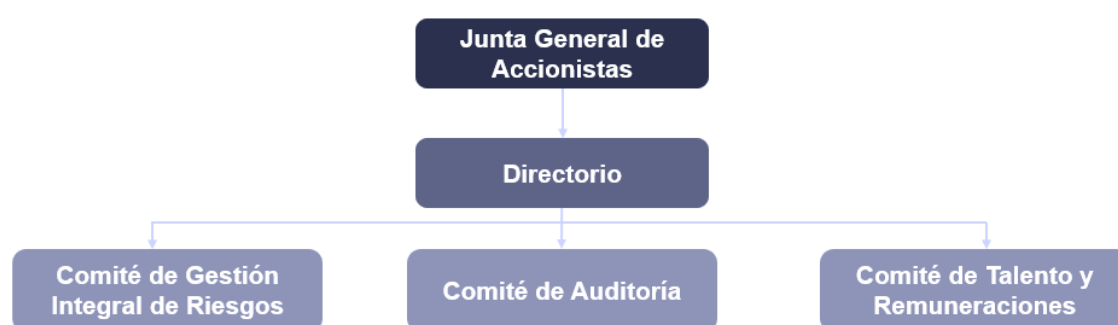 Junta General de
Accionistas
Directorio
Comité de Gestión
Integral de Riesgos
Comité de Auditoría
Comité de Talento y
Remuneraciones